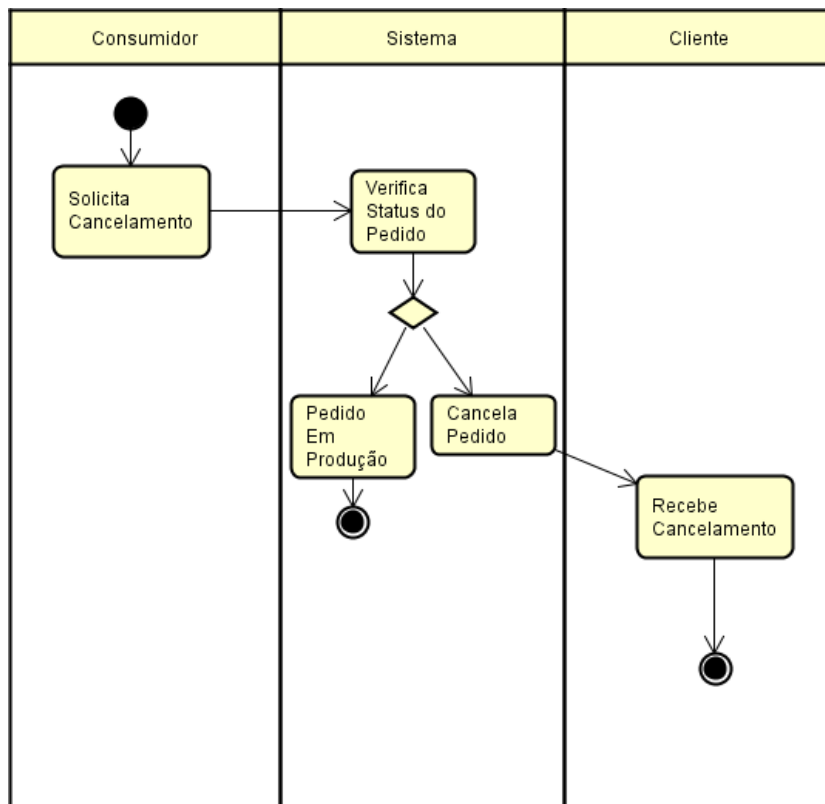 Consumidor
Sistema
Cliente
Solicita
Cancelamento
Verifica
Status do
Pedido
Pedido
Em
Produção
Cancela
Pedido
Recebe
Cancelamento